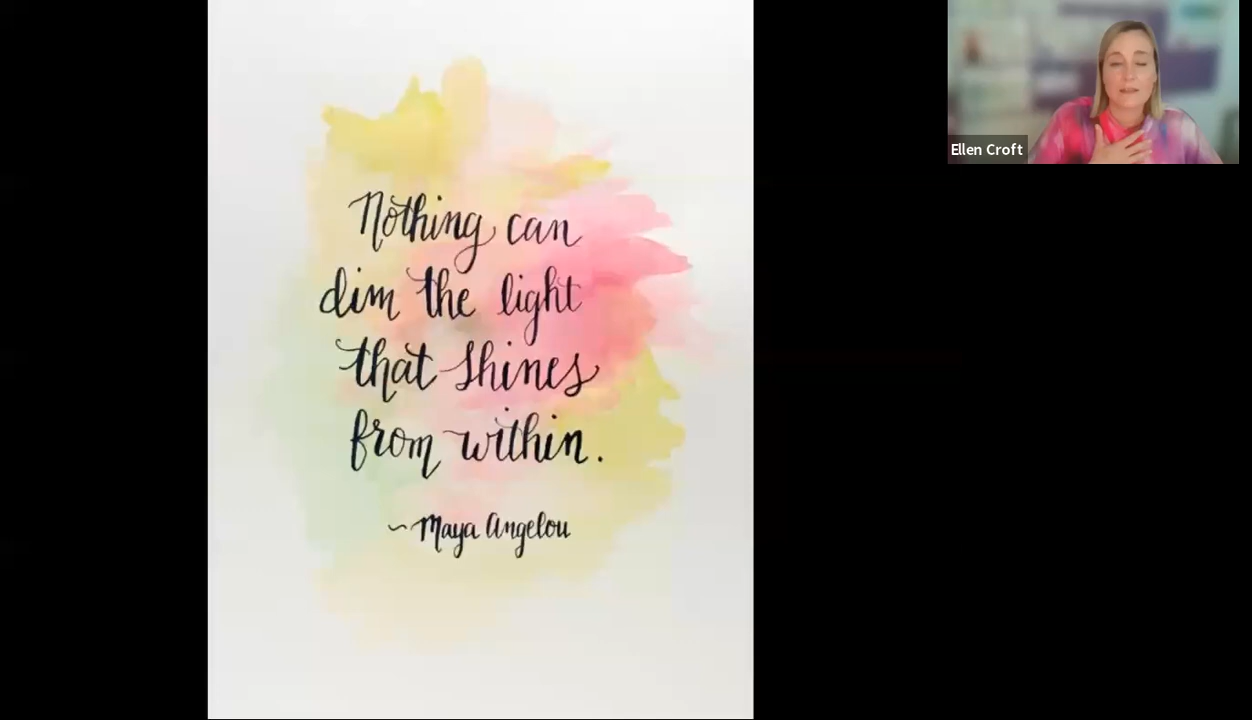 Nothing can
dim the light
that shines
from within.
~Maya Angelou
Ellen Croft